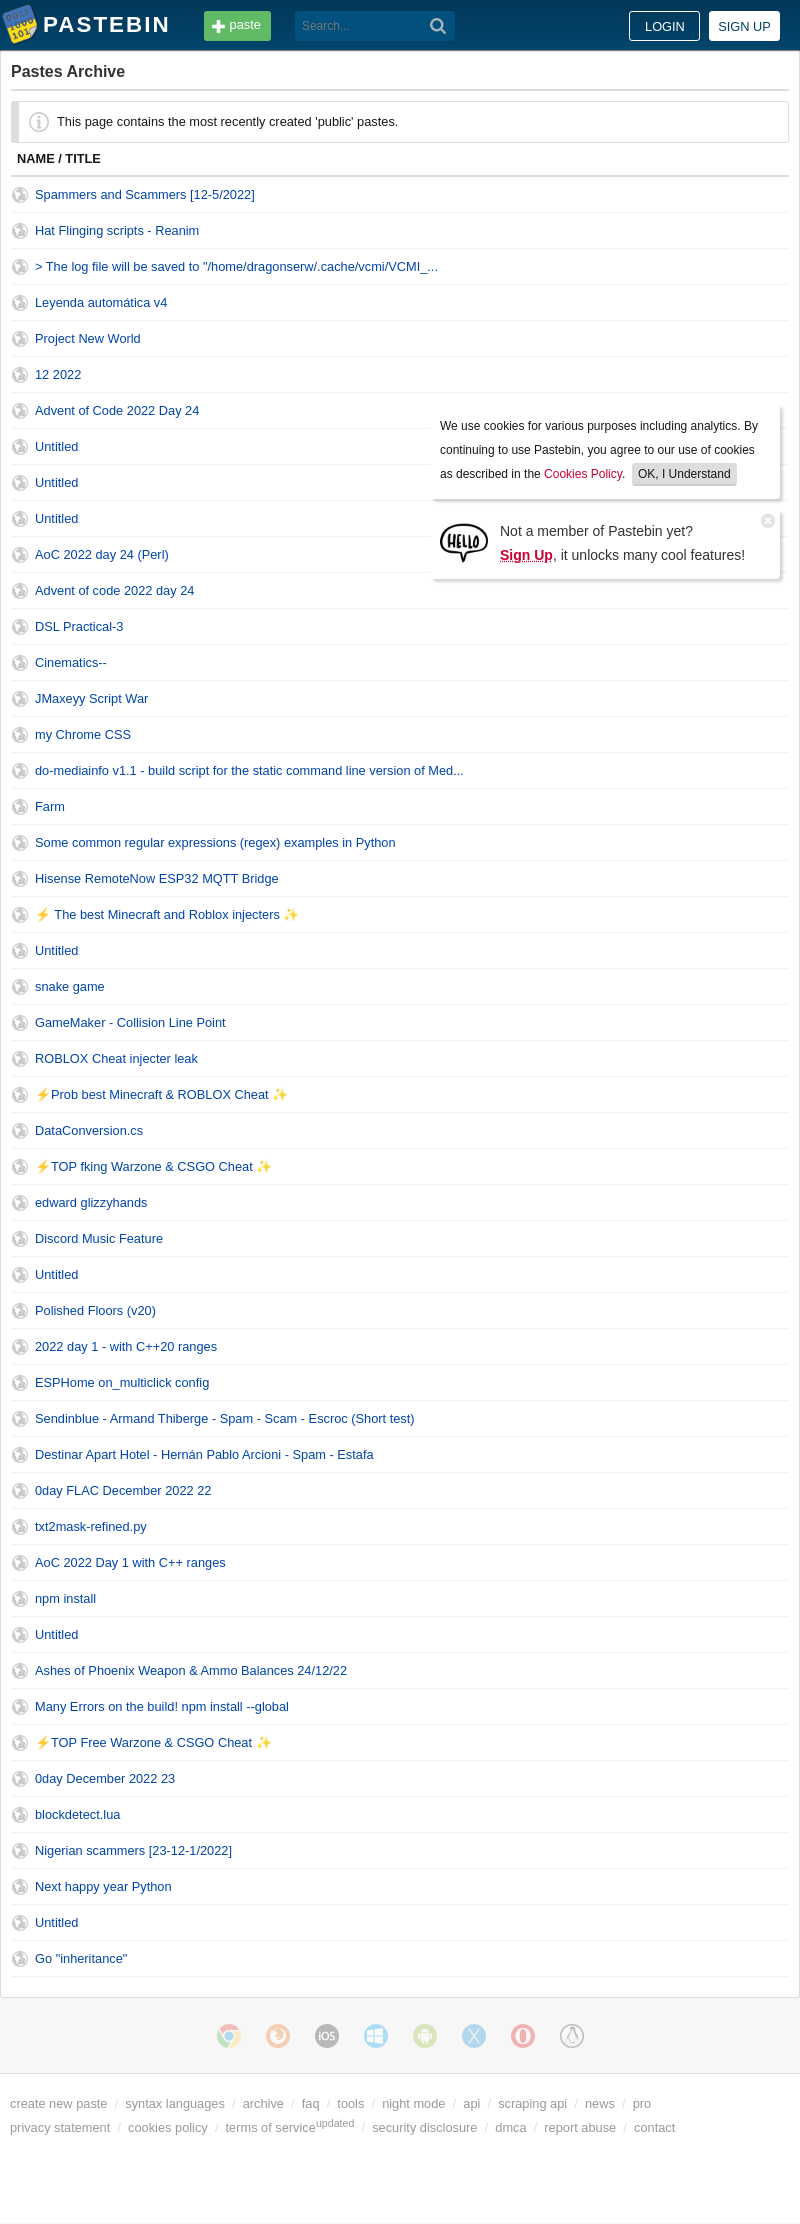 PASTEBIN paste Search... LOGIN SIGN UP
Pastes Archive
This page contains the most recently created 'public' pastes.
NAME / TITLE
Spammers and Scammers [12-5/2022]
Hat Flinging scripts - Reanim
> The log file will be saved to "/home/dragonserw/.cache/vcmi/VCMI_...
Leyenda automática v4
Project New World
12 2022
Advent of Code 2022 Day 24
We use cookies for various purposes including analytics. By
continuing to use Pastebin, you agree to our use of cookies
as described in the Cookies Policy. OK, I Understand
Untitled
Untitled
Untitled
HELLO
Not a member of Pastebin yet?
Sign Up, it unlocks many cool features!
AoC 2022 day 24 (Perl)
Advent of code 2022 day 24
DSL Practical-3
Cinematics--
JMaxeyy Script War
my Chrome CSS
do-mediainfo v1.1 - build script for the static command line version of Med...
Farm
Some common regular expressions (regex) examples in Python
Hisense RemoteNow ESP32 MQTT Bridge
⚡ The best Minecraft and Roblox injecters ✨
Untitled
snake game
GameMaker - Collision Line Point
ROBLOX Cheat injecter leak
⚡Prob best Minecraft & ROBLOX Cheat ✨
DataConversion.cs
⚡TOP fking Warzone & CSGO Cheat ✨
edward glizzyhands
Discord Music Feature
Untitled
Polished Floors (v20)
2022 day 1 - with C++20 ranges
ESPHome on_multiclick config
Sendinblue - Armand Thiberge - Spam - Scam - Escroc (Short test)
Destinar Apart Hotel - Hernán Pablo Arcioni - Spam - Estafa
0day FLAC December 2022 22
txt2mask-refined.py
AoC 2022 Day 1 with C++ ranges
npm install
Untitled
Ashes of Phoenix Weapon & Ammo Balances 24/12/22
Many Errors on the build! npm install --global
⚡TOP Free Warzone & CSGO Cheat ✨
0day December 2022 23
blockdetect.lua
Nigerian scammers [23-12-1/2022]
Next happy year Python
Untitled
Go "inheritance"
iOS
create new paste / syntax languages / archive / faq / tools / night mode / api / scraping api / news / pro
privacy statement / cookies policy / terms of service updated / security disclosure / dmca / report abuse / contact